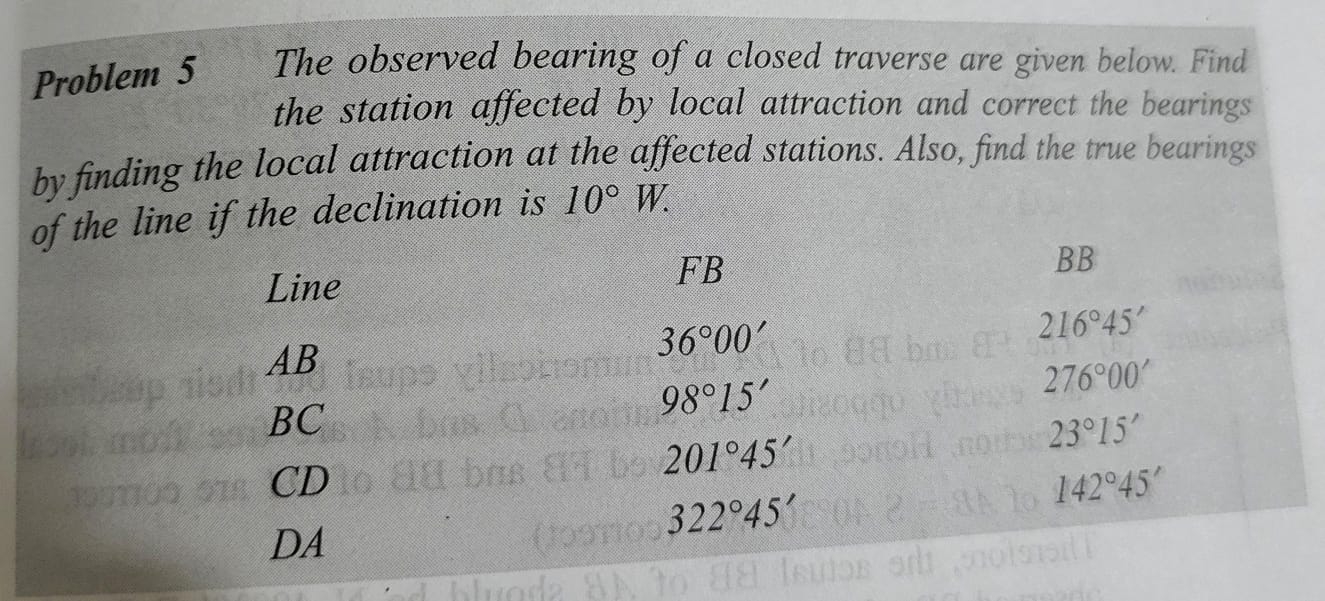 Problem 5 The observed bearing of a closed traverse are given below. Find
the station affected by local attraction and correct the bearings
by finding the local attraction at the affected stations. Also, find the true bearings
of the line if the declination is 10° W.
Line FB BB
AB 36°00′ 216°45′
BC 98°15′ 276°00′
CD 201°45′ 23°15′
DA 322°45′ 142°45′